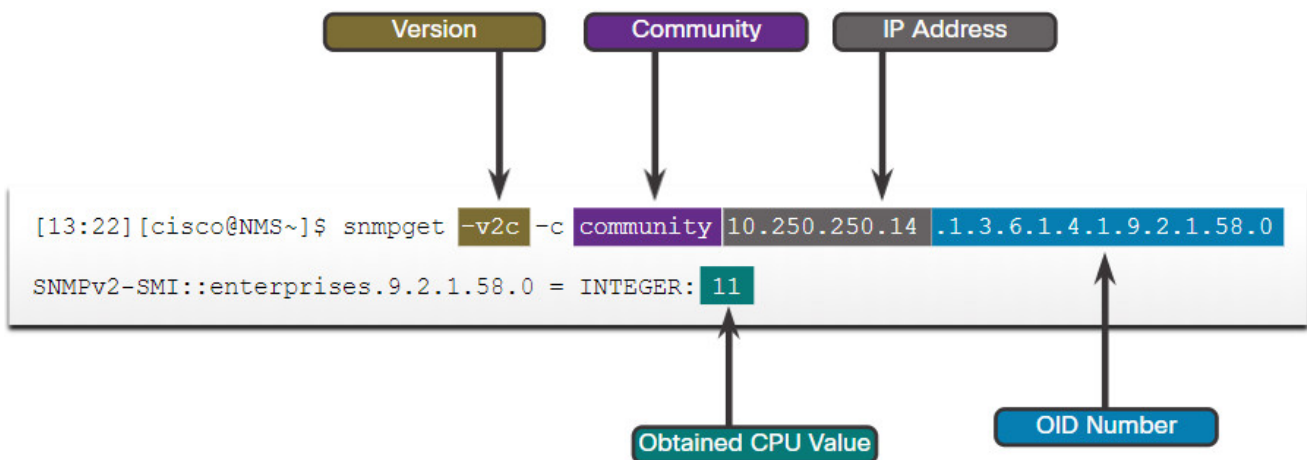 Version
Community
IP Address
[13:22][cisco@NMS~]$ snmpget -v2c -c community 10.250.250.14 .1.3.6.1.4.1.9.2.1.58.0
SNMPv2-SMI::enterprises.9.2.1.58.0 = INTEGER: 11
Obtained CPU Value
OID Number